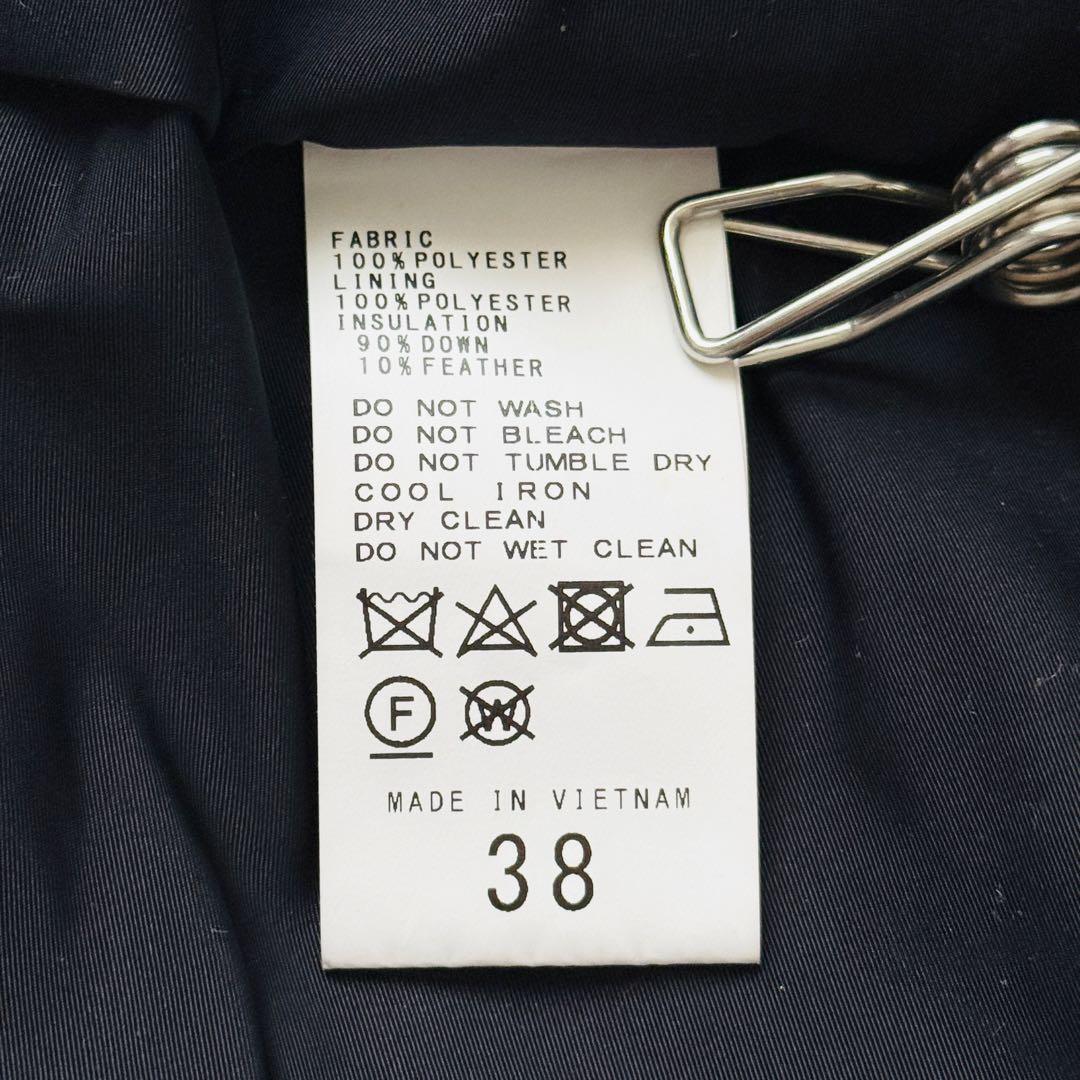 FABRIC
100% POLYESTER
LINING
100% POLYESTER
INSULATION
90% DOWN
10% FEATHER
DO NOT WASH
DO NOT BLEACH
DO NOT TUMBLE DRY
COOL IRON
DRY CLEAN
DO NOT WET CLEAN
F W
MADE IN VIETNAM
38